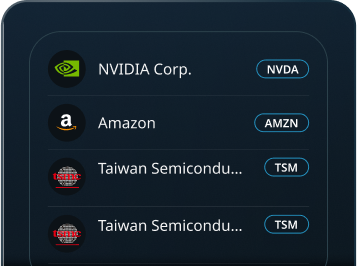 NVIDIA Corp.
NVDA
a
Amazon
AMZN
Taiwan Semicondu...
TSM
Taiwan Semicondu...
TSM